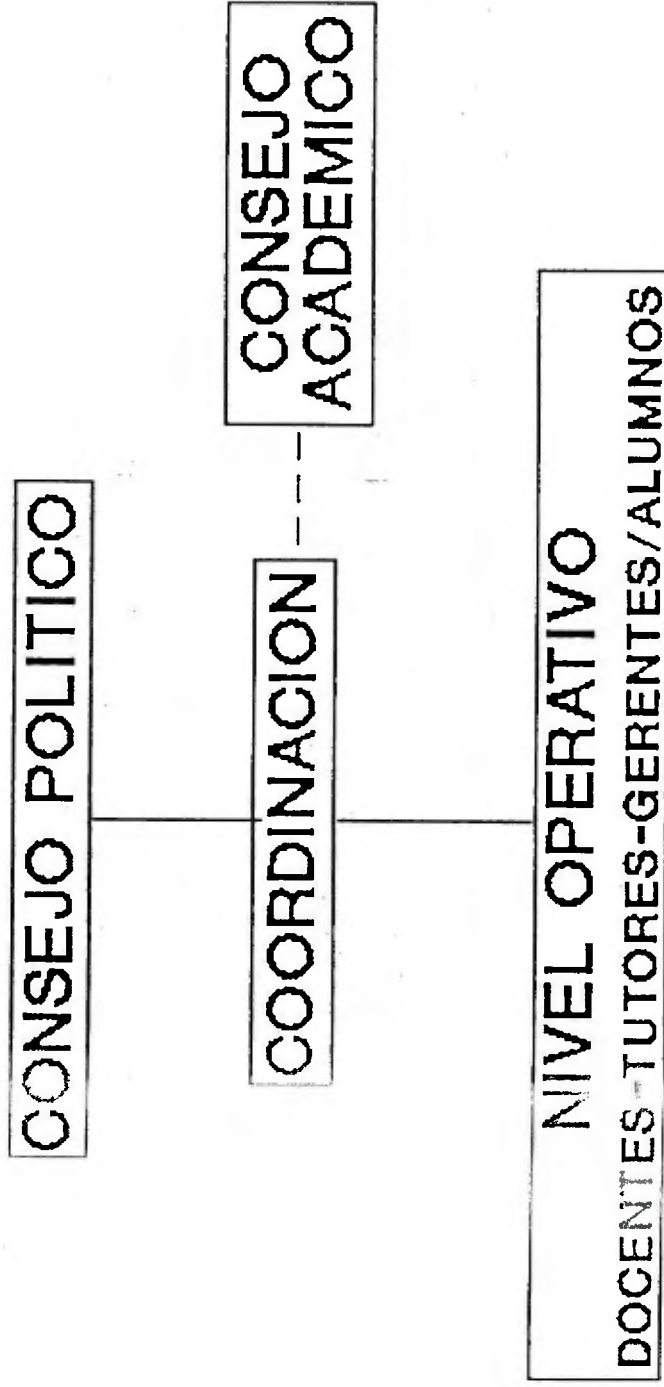 CONSEJO POLITICO
COORDINACION
CONSEJO
ACADEMICO
NIVEL OPERATIVO
DOCENTES-TUTORES-GERENTES/ALUMNOS